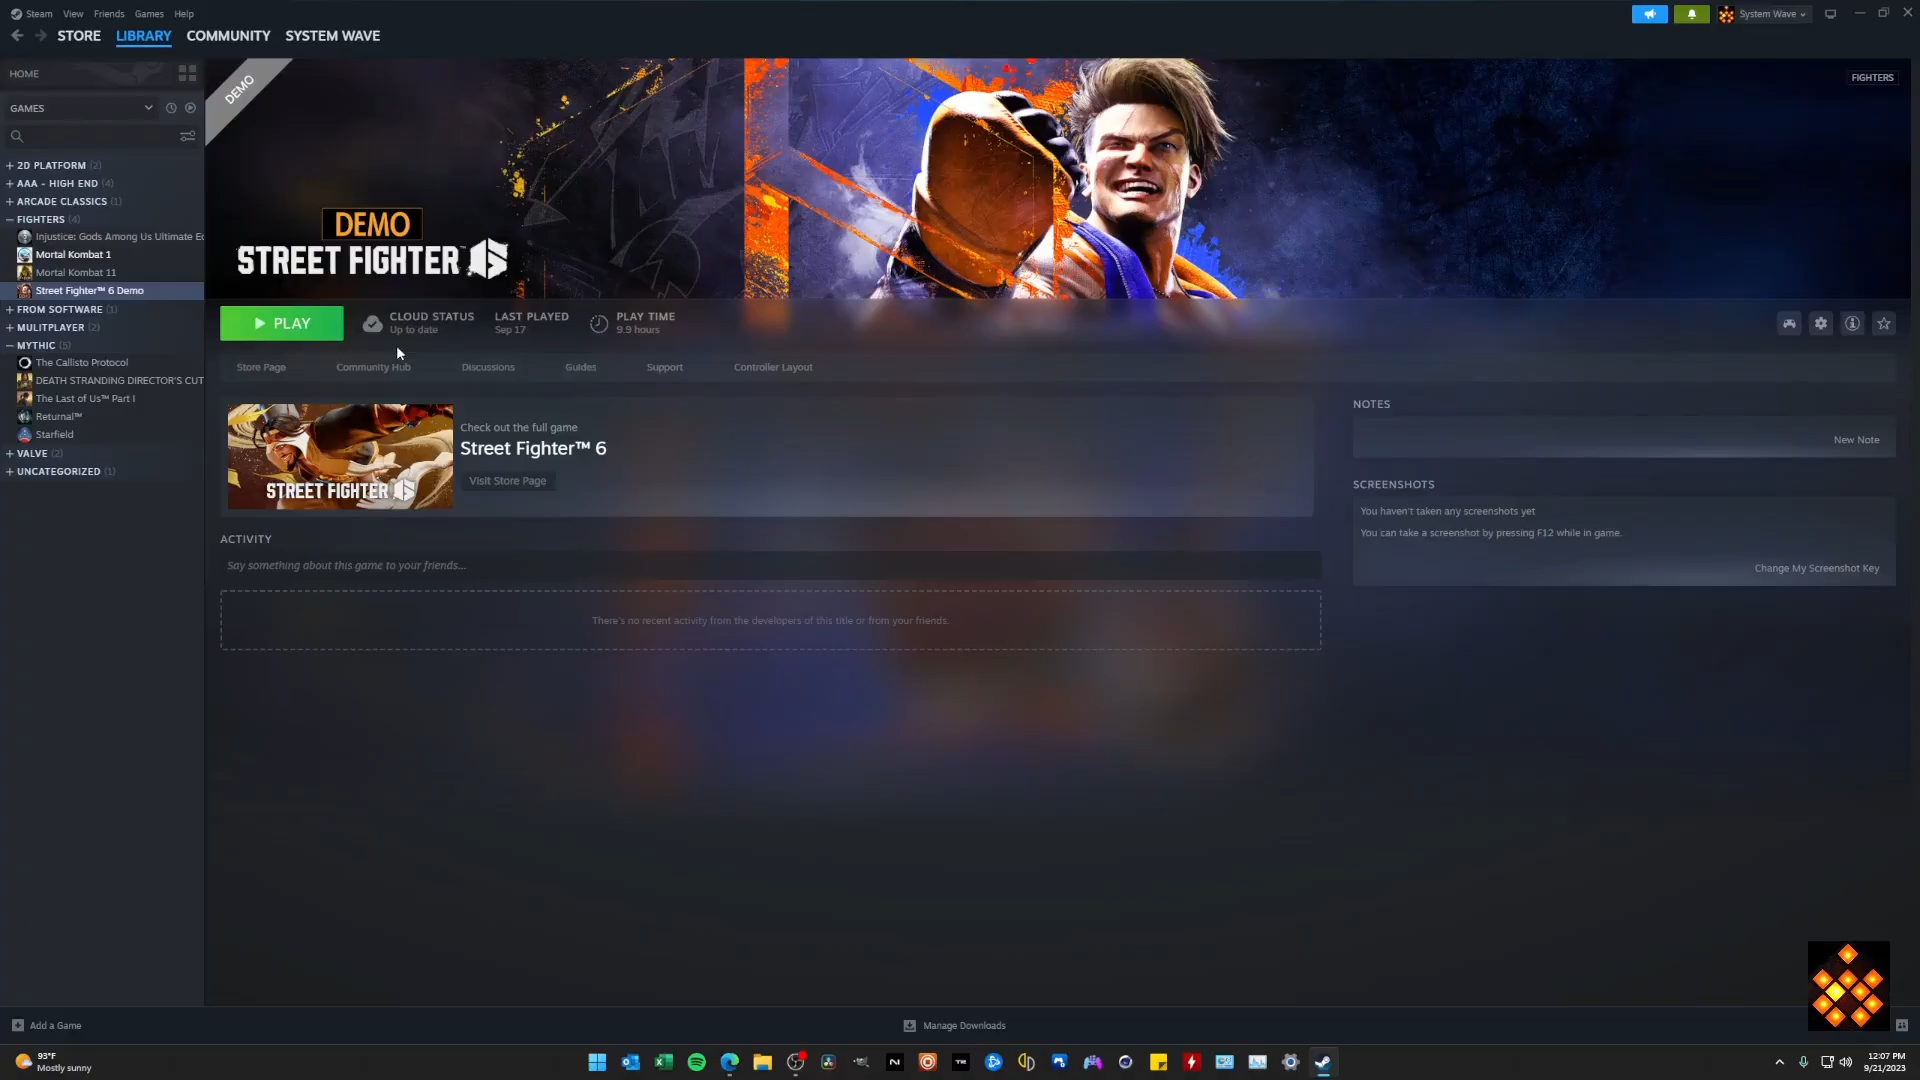 Steam View Friends Games Help
System Wave
STORE LIBRARY COMMUNITY SYSTEM WAVE
HOME
GAMES
2D PLATFORM (2)
AAA - HIGH END (4)
ARCADE CLASSICS (1)
FIGHTERS (4)
Injustice: Gods Among Us Ultimate Ec
Mortal Kombat 1
Mortal Kombat 11
Street Fighter™ 6 Demo
FROM SOFTWARE (1)
MULITPLAYER (2)
MYTHIC (5)
The Callisto Protocol
DEATH STRANDING DIRECTOR'S CUT
The Last of Us™ Part I
Returnal™
Starfield
VALVE (2)
UNCATEGORIZED (1)
DEMO
FIGHTERS
DEMO
STREET FIGHTER™ 6
PLAY
CLOUD STATUS
Up to date
LAST PLAYED
Sep 17
PLAY TIME
9.9 hours
Store Page Community Hub Discussions Guides Support Controller Layout
STREET FIGHTER 6
Check out the full game
Street Fighter™ 6
Visit Store Page
ACTIVITY
Say something about this game to your friends...
There's no recent activity from the developers of this title or from your friends.
NOTES
New Note
SCREENSHOTS
You haven't taken any screenshots yet
You can take a screenshot by pressing F12 while in game.
Change My Screenshot Key
Add a Game
Manage Downloads
93°F
Mostly sunny
12:07 PM
9/21/2023